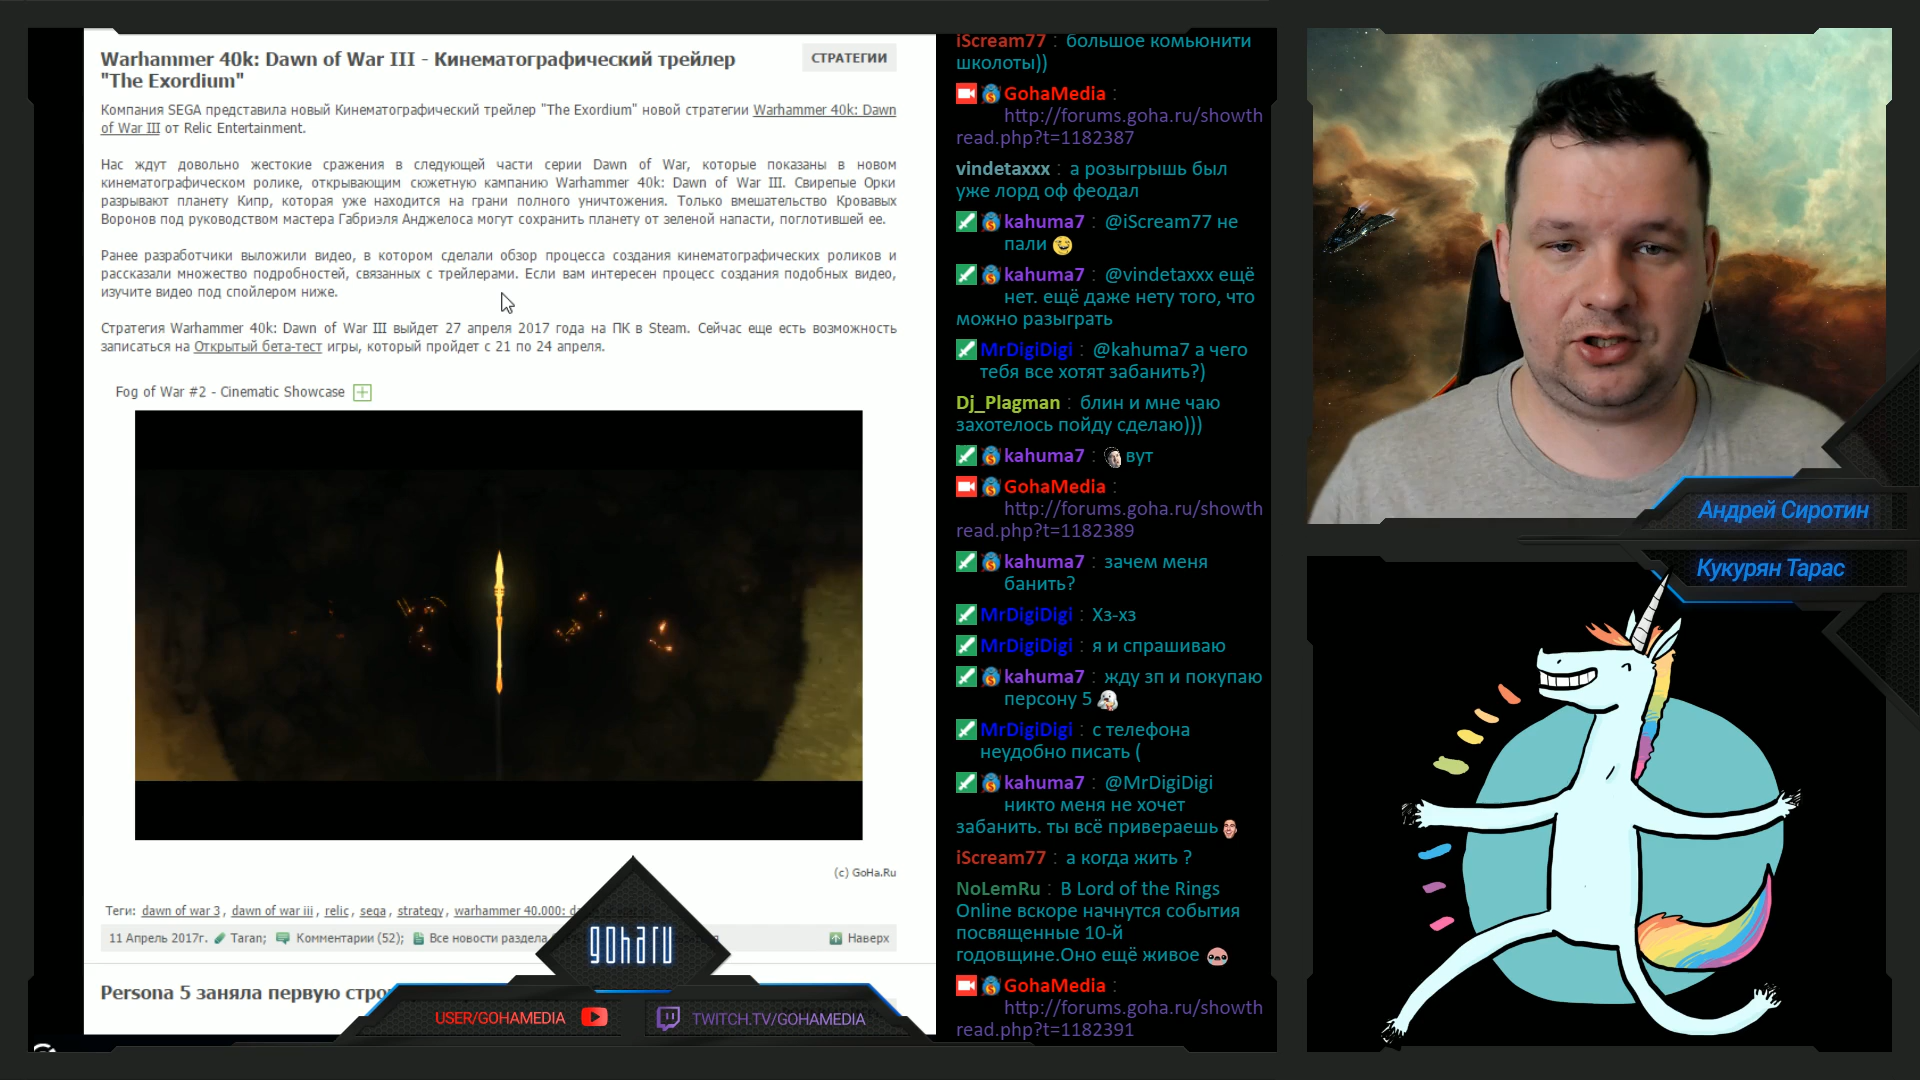 Warhammer 40k: Dawn of War III - Кинематографический трейлер
"The Exordium"
СТРАТЕГИИ
Компания SEGA представила новый Кинематографический трейлер "The Exordium" новой стратегии Warhammer 40k: Dawn
of War III от Relic Entertainment.
Нас ждут довольно жестокие сражения в следующей части серии Dawn of War, которые показаны в новом
кинематографическом ролике, открывающим сюжетную кампанию Warhammer 40k: Dawn of War III. Свирепые Орки
разрывают планету Кипр, которая уже находится на грани полного уничтожения. Только вмешательство Кровавых
Воронов под руководством мастера Габриэля Анджелоса могут сохранить планету от зеленой напасти, поглотившей ее.
Ранее разработчики выложили видео, в котором сделали обзор процесса создания кинематографических роликов и
рассказали множество подробностей, связанных с трейлерами. Если вам интересен процесс создания подобных видео,
изучите видео под спойлером ниже.
Стратегия Warhammer 40k: Dawn of War III выйдет 27 апреля 2017 года на ПК в Steam. Сейчас еще есть возможность
записаться на Открытый бета-тест игры, который пройдет с 21 по 24 апреля.
Fog of War #2 - Cinematic Showcase
(c) GoHa.Ru
Теги: dawn of war 3, dawn of war iii, relic, sega, strategy, warhammer 40.000:
11 Апрель 2017г. Taran; Комментарии (52); Все новости раздела
Наверх
Persona 5 заняла первую
goharu
USER/GOHAMEDIA
TWITCH.TV/GOHAMEDIA
iScream77 : большое комьюнити
школоты))
GohaMedia :
http://forums.goha.ru/showth
read.php?t=1182387
vindetaxxx : а розыгрышь был
уже лорд оф феодал
kahuma7 : @iScream77 не
пали
kahuma7 : @vindetaxxx ещё
нет. ещё даже нету того, что
можно разыграть
MrDigiDigi : @kahuma7 а чего
тебя все хотят забанить?)
Dj_Plagman : блин и мне чаю
захотелось пойду сделаю)))
kahuma7 : вут
GohaMedia :
http://forums.goha.ru/showth
read.php?t=1182389
kahuma7 : зачем меня
банить?
MrDigiDigi : Хз-хз
MrDigiDigi : я и спрашиваю
kahuma7 : жду зп и покупаю
персону 5
MrDigiDigi : с телефона
неудобно писать (
kahuma7 : @MrDigiDigi
никто меня не хочет
забанить. ты всё привераешь
iScream77 : а когда жить ?
NoLemRu : В Lord of the Rings
Online вскоре начнутся события
посвященные 10-й
годовщине.Оно ещё живое
GohaMedia :
http://forums.goha.ru/showth
read.php?t=1182391
Андрей Сиротин
Кукурян Тарас